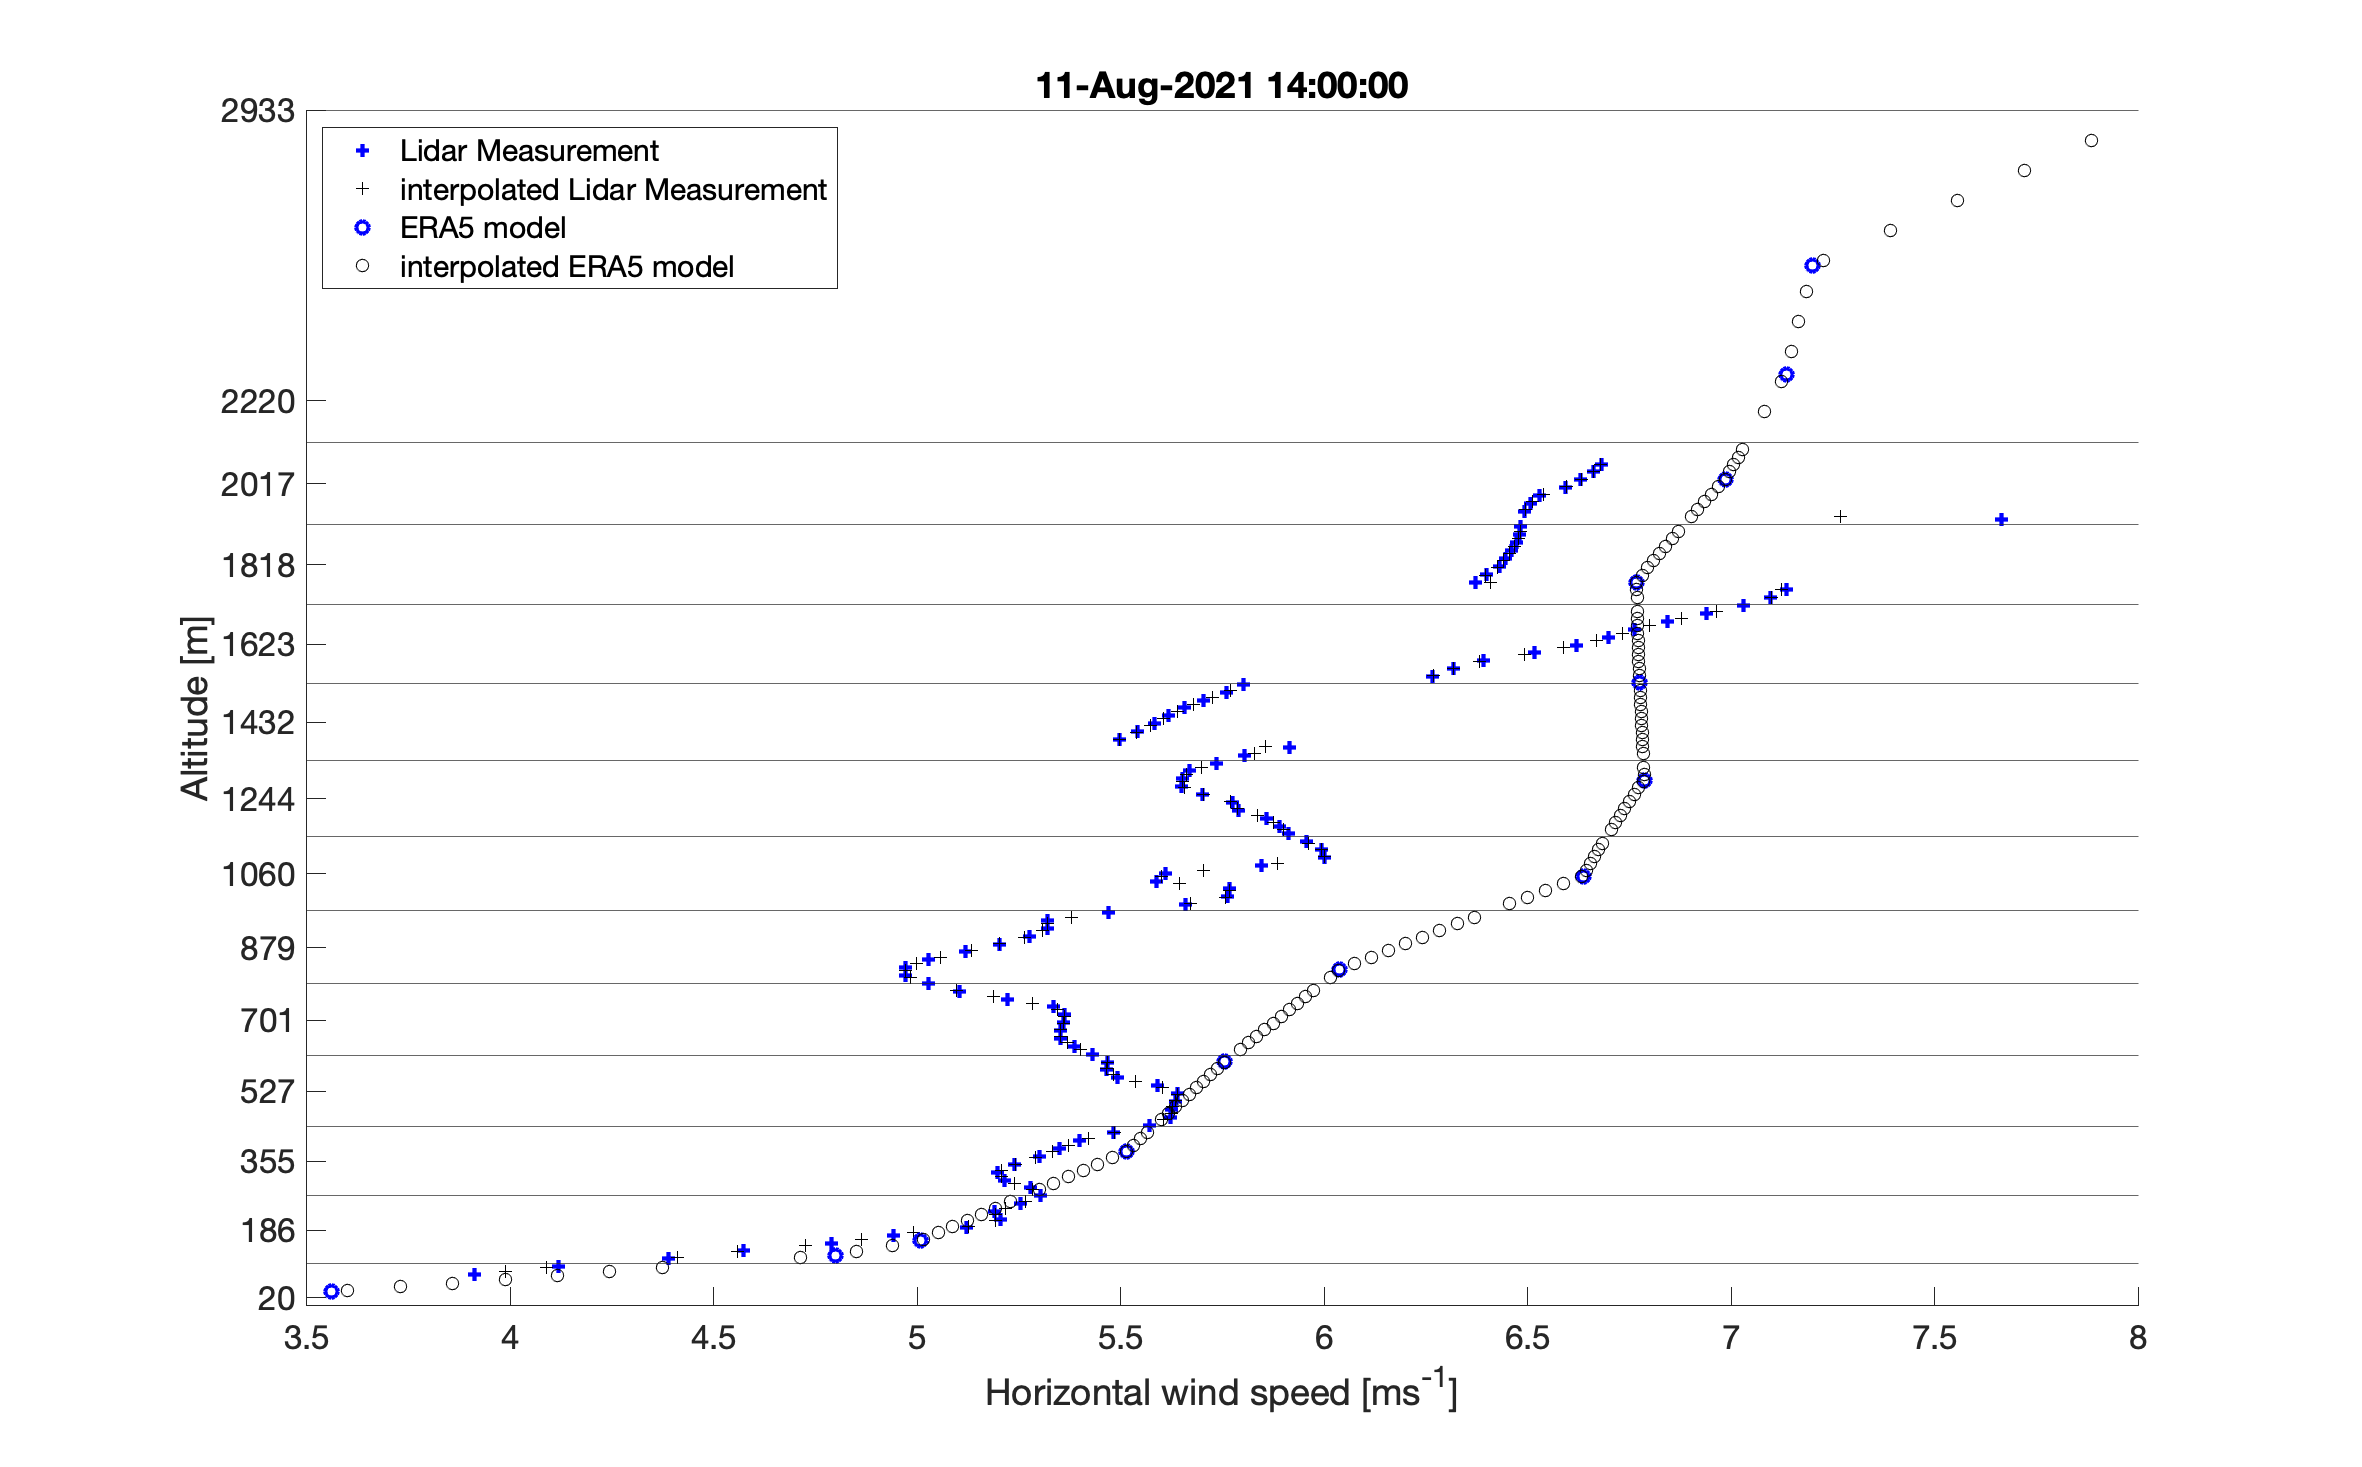 11-Aug-2021 14:00:00
2933
Lidar Measurement
interpolated Lidar Measurement
ERA5 model
interpolated ERA5 model
2220
2017
1818
1623
1432
1244
1060
879
701
527
355
186
20
Altitude [m]
3.5 4 4.5 5 5.5 6 6.5 7 7.5 8
Horizontal wind speed [ms⁻¹]